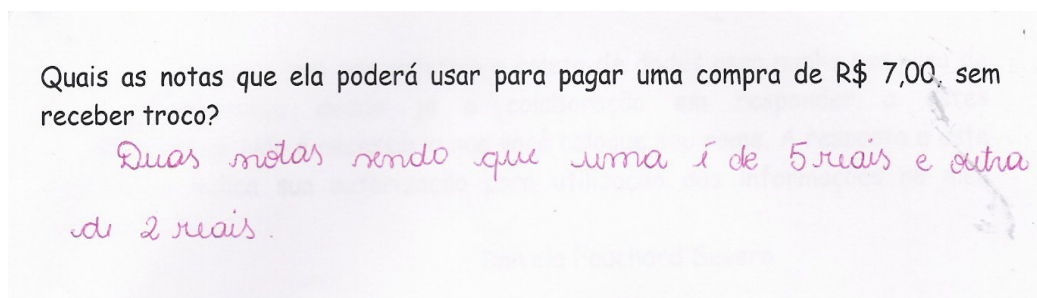 Quais as notas que ela poderá usar para pagar uma compra de R$ 7,00, sem
receber troco?
Duas notas sendo que uma é de 5 reais e outra
de 2 reais.